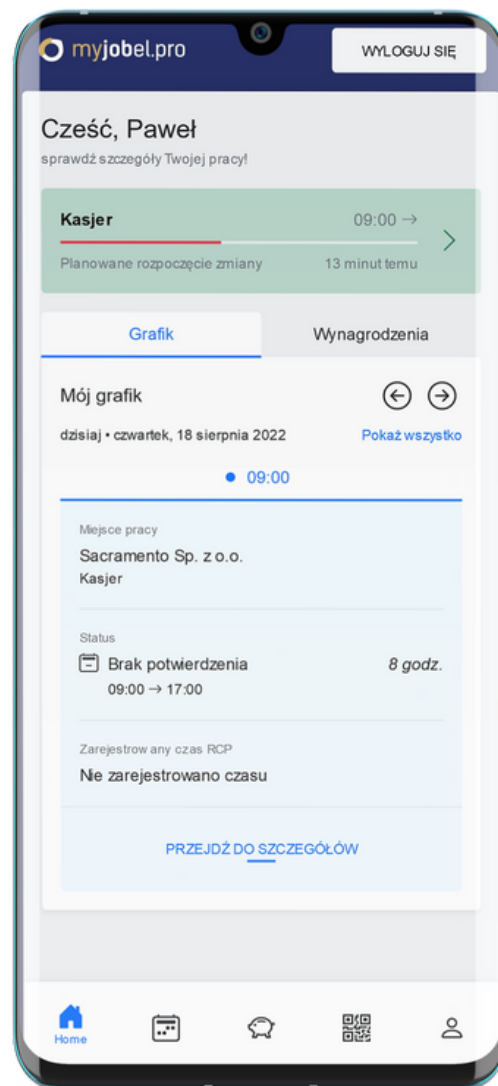 myjobel.pro
WYLOGUJ SIĘ
Cześć, Paweł
sprawdź szczegóły Twojej pracy!
Kasjer 09:00 →
Planowane rozpoczęcie zmiany 13 minut temu
Grafik Wynagrodzenia
Mój grafik
dzisiaj • czwartek, 18 sierpnia 2022 Pokaż wszystko
09:00
Miejsce pracy
Sacramento Sp. z o.o.
Kasjer
Status
Brak potwierdzenia 8 godz.
09:00 → 17:00
Zarejestrowany czas RCP
Nie zarejestrowano czasu
PRZEJDŹ DO SZCZEGÓŁÓW
Home